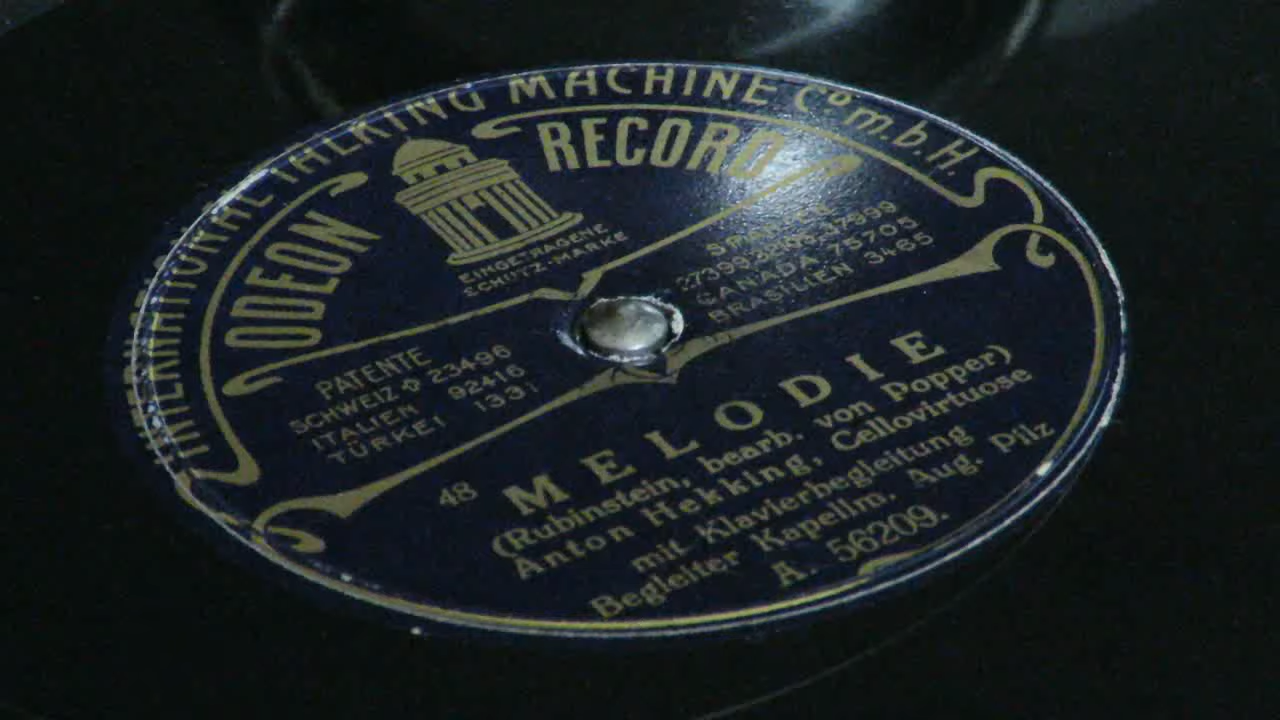 INTERNATIONAL TALKING MACHINE Co m.b.H.
ODEON RECORD
EINGETRAGENE
SCHUTZ-MARKE
PATENTE
SCHWEIZ ✠ 23496
ITALIEN 92416
TÜRKEI 1331
CANADA 75705
BRASILIEN 3465
48
MELODIE
(Rubinstein, bearb. von Popper)
Anton Hekking, Cellovirtuose
mit Klavierbegleitung
Begleiter Kapellm. Aug. Pilz
A. 56209.